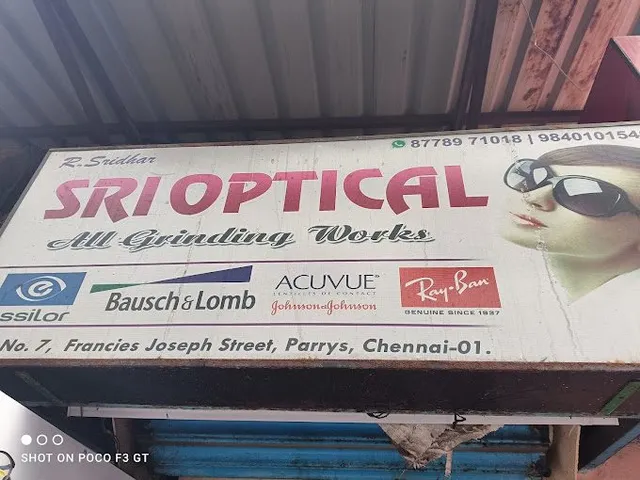 87789 71018 | 984010154
R. Sridhar
SRI OPTICAL
All Grinding Works
ssilor
Bausch & Lomb
ACUVUE
Johnson & Johnson
Ray-Ban
GENUINE SINCE 1937
No. 7, Francies Joseph Street, Parrys, Chennai-01.
SHOT ON POCO F3 GT